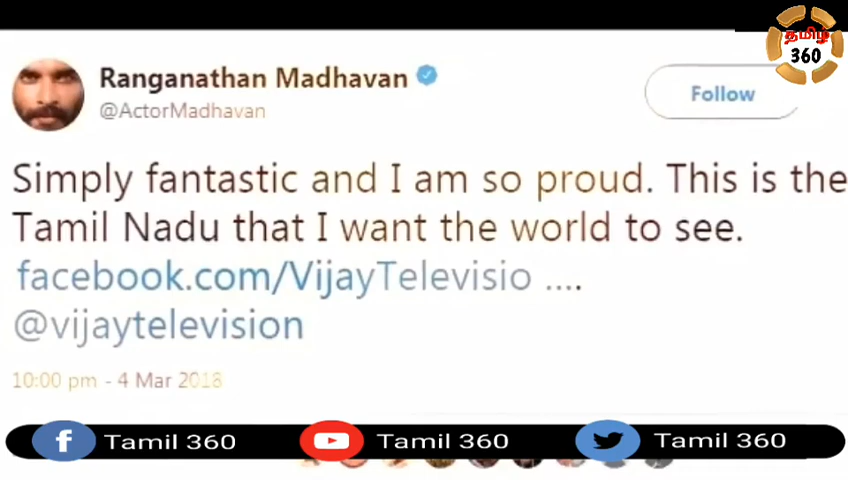 தமிழ்
360
Ranganathan Madhavan
@ActorMadhavan
Follow
Simply fantastic and I am so proud. This is the
Tamil Nadu that I want the world to see.
facebook.com/VijayTelevisio ....
@vijaytelevision
10:00 pm - 4 Mar 2018
Tamil 360
Tamil 360
Tamil 360